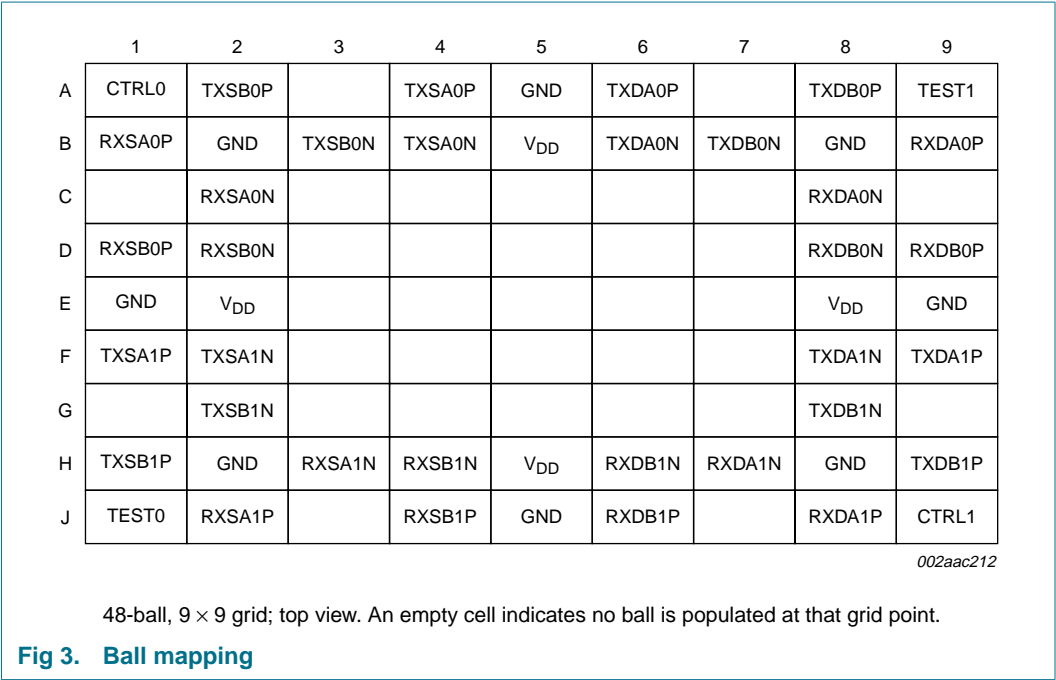 1 2 3 4 5 6 7 8 9
A CTRL0 TXSB0P TXSA0P GND TXDA0P TXDB0P TEST1
B RXSA0P GND TXSB0N TXSA0N VDD TXDA0N TXDB0N GND RXDA0P
C RXSA0N RXDA0N
D RXSB0P RXSB0N RXDB0N RXDB0P
E GND VDD VDD GND
F TXSA1P TXSA1N TXDA1N TXDA1P
G TXSB1N TXDB1N
H TXSB1P GND RXSA1N RXSB1N VDD RXDB1N RXDA1N GND TXDB1P
J TEST0 RXSA1P RXSB1P GND RXDB1P RXDA1P CTRL1
002aac212
48-ball, 9 × 9 grid; top view. An empty cell indicates no ball is populated at that grid point.
Fig 3. Ball mapping